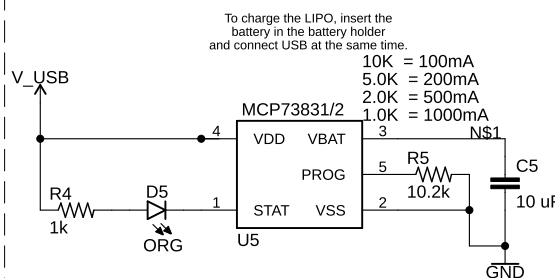 To charge the LIPO, insert the
battery in the battery holder
and connect USB at the same time.
10K = 100mA
5.0K = 200mA
2.0K = 500mA
1.0K = 1000mA
V_USB
MCP73831/2
4
VDD
VBAT
3
N$1
PROG
5
R5
10.2k
C5
10 uF
R4
1k
D5
ORG
1
STAT
VSS
2
U5
GND